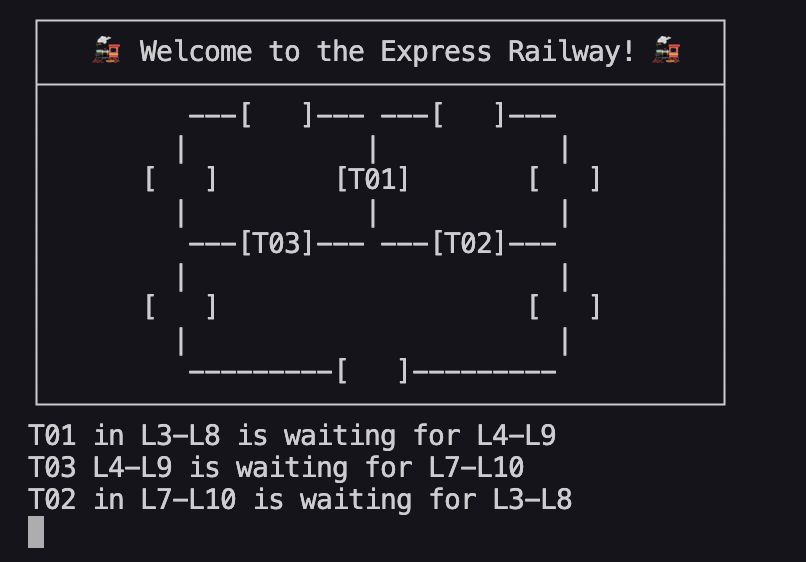 🚂 Welcome to the Express Railway! 🚂
---[   ]--- ---[   ]---
|           |           |
[   ]       [T01]       [   ]
|           |           |
---[T03]--- ---[T02]---
|                       |
[   ]                   [   ]
|                       |
---------[   ]---------
T01 in L3-L8 is waiting for L4-L9
T03 L4-L9 is waiting for L7-L10
T02 in L7-L10 is waiting for L3-L8